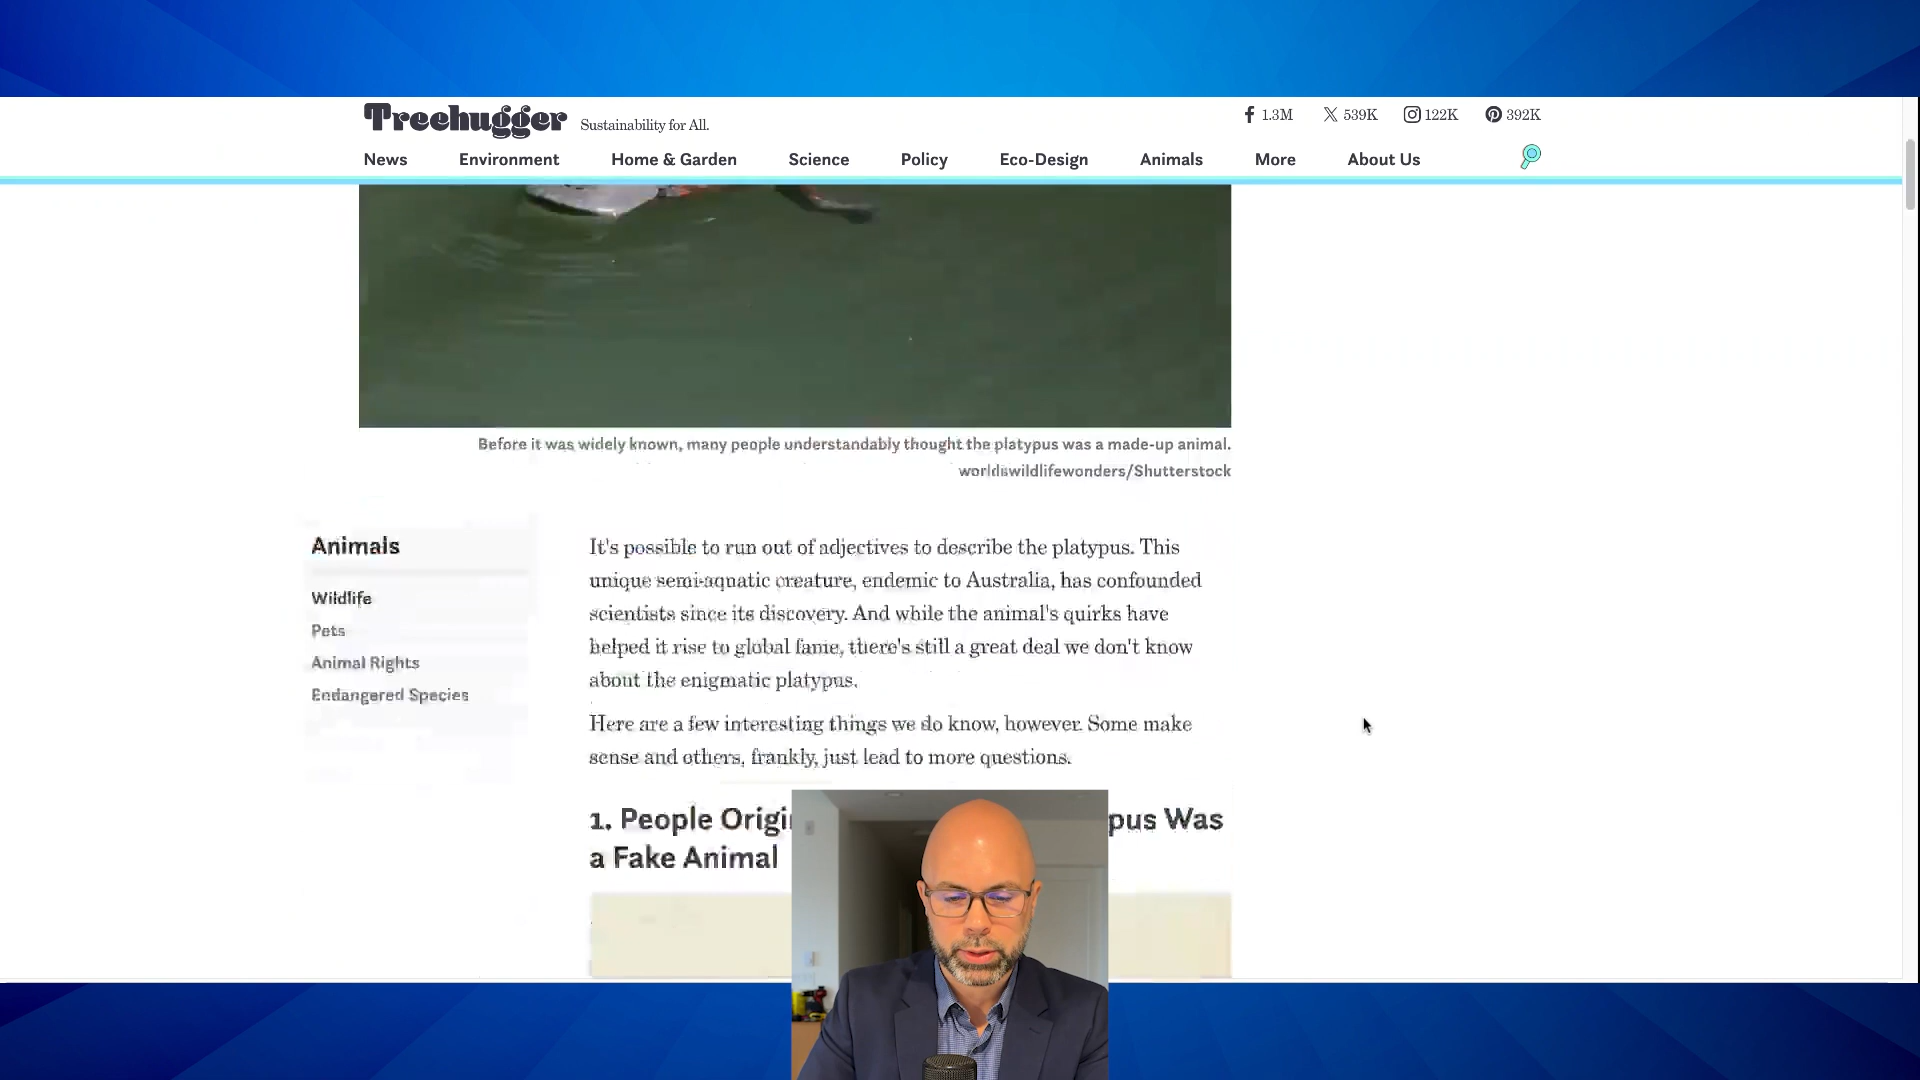 Treehugger Sustainability for All.
1.3M 539K 122K 392K
News Environment Home & Garden Science Policy Eco-Design Animals More About Us
Before it was widely known, many people understandably thought the platypus was a made-up animal.
worldswildlifewonders/Shutterstock
Animals
Wildlife
Pets
Animal Rights
Endangered Species
It's possible to run out of adjectives to describe the platypus. This
unique semi-aquatic creature, endemic to Australia, has confounded
scientists since its discovery. And while the animal's quirks have
helped it rise to global fame, there's still a great deal we don't know
about the enigmatic platypus.
Here are a few interesting things we do know, however. Some make
sense and others, frankly, just lead to more questions.
1. People Was
a Fake Animal